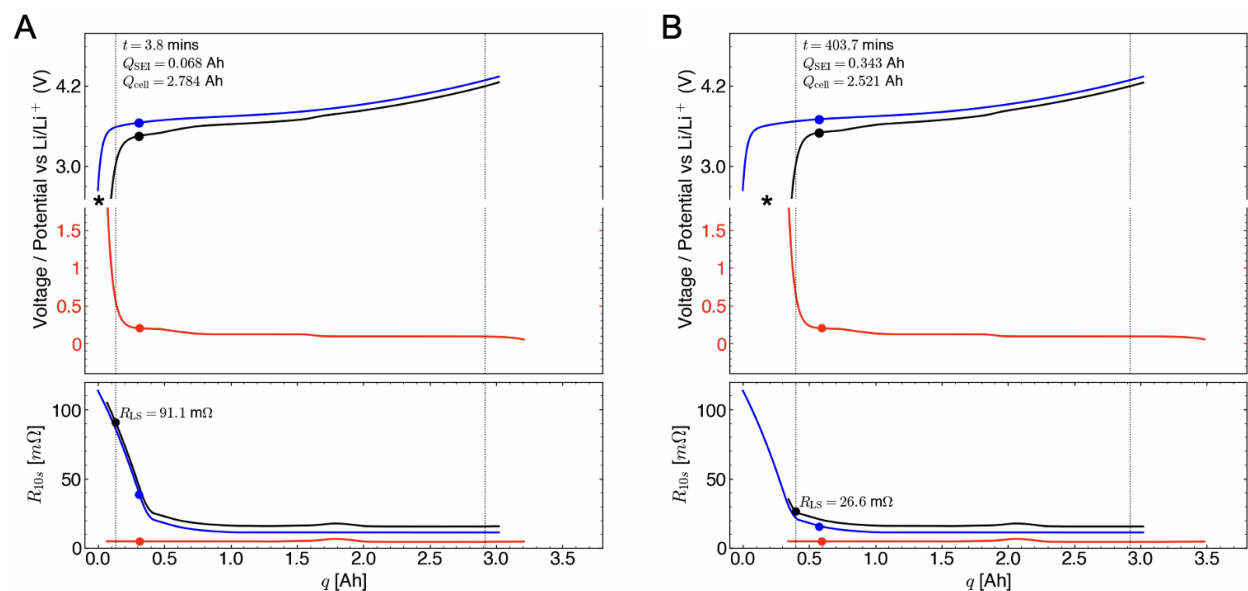 A
t = 3.8 mins
Q_SEI = 0.068 Ah
Q_cell = 2.784 Ah
Voltage / Potential vs Li/Li⁺ (V)
4.2
3.0
*
1.5
1
0.5
0
R_LS = 91.1 mΩ
R_10s [mΩ]
100
50
0
0.0 0.5 1.0 1.5 2.0 2.5 3.0 3.5
q [Ah]
B
t = 403.7 mins
Q_SEI = 0.343 Ah
Q_cell = 2.521 Ah
Voltage / Potential vs Li/Li⁺ (V)
4.2
3.0
*
1.5
1
0.5
0
R_LS = 26.6 mΩ
R_10s [mΩ]
100
50
0
0.0 0.5 1.0 1.5 2.0 2.5 3.0 3.5
q [Ah]